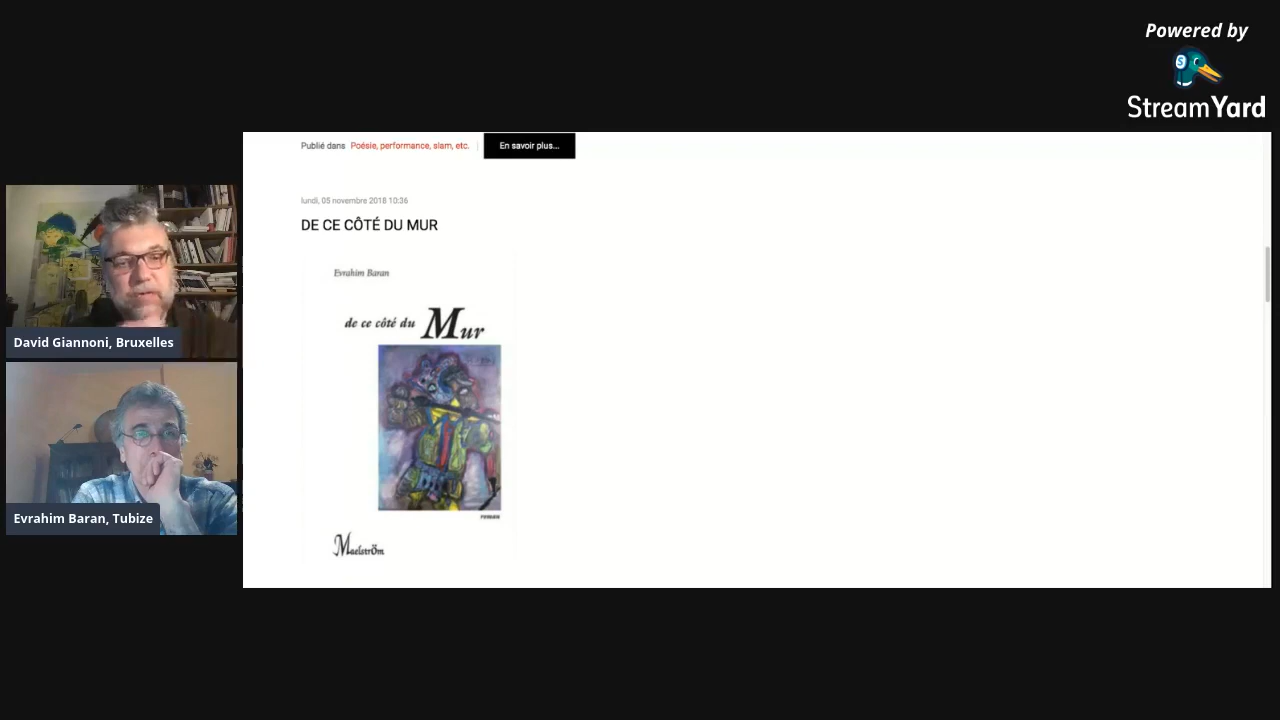 Powered by
StreamYard
Publié dans Poésie, performance, slam, etc. En savoir plus...
lundi, 05 novembre 2018 10:36
DE CE CÔTÉ DU MUR
Evrahim Baran
de ce côté du Mur
Maelström
David Giannoni, Bruxelles
Evrahim Baran, Tubize